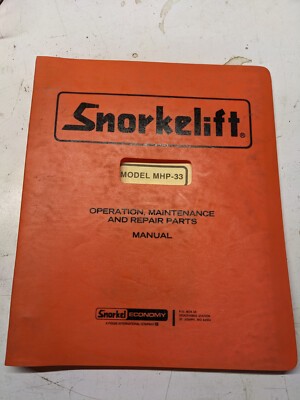 Snorkelift®
MODEL MHP-33
OPERATION, MAINTENANCE
AND REPAIR PARTS
MANUAL
Snorkel ECONOMY